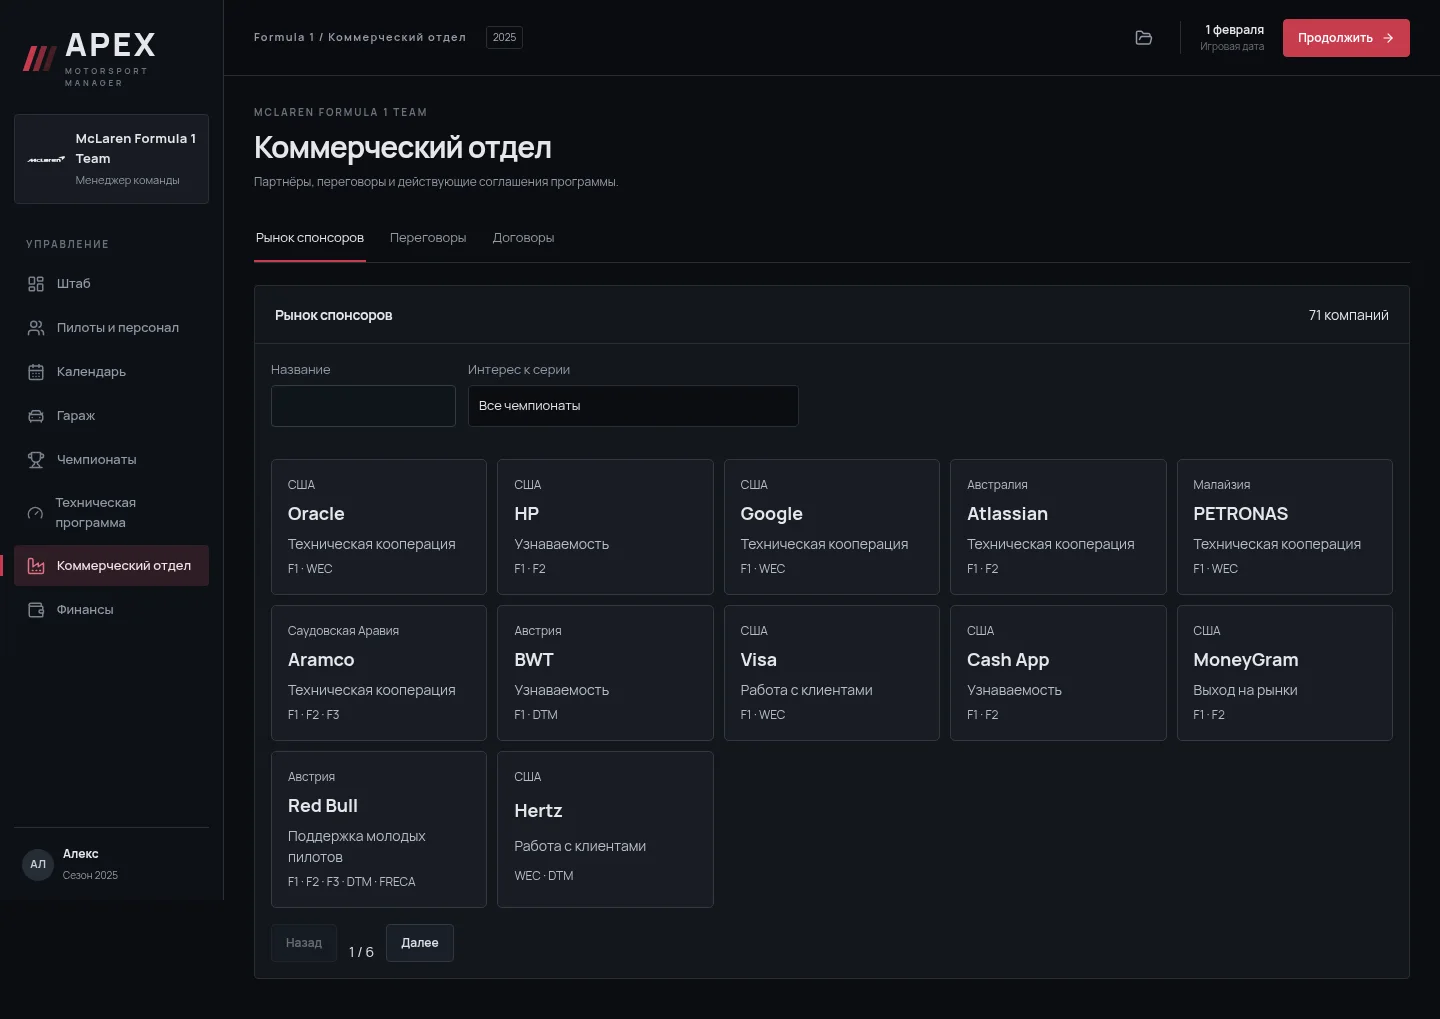 APEX
MOTORSPORT
MANAGER
Formula 1 / Коммерческий отдел
2025
1 февраля
Игровая дата
Продолжить
McLaren
McLaren Formula 1
Team
Менеджер команды
УПРАВЛЕНИЕ
Штаб
Пилоты и персонал
Календарь
Гараж
Чемпионаты
Техническая
программа
Коммерческий отдел
Финансы
АЛ
Алекс
Сезон 2025
MCLAREN FORMULA 1 TEAM
Коммерческий отдел
Партнёры, переговоры и действующие соглашения программы.
Рынок спонсоров
Переговоры
Договоры
Рынок спонсоров
71 компаний
Название
Интерес к серии
Все чемпионаты
США
Oracle
Техническая кооперация
F1 · WEC
США
HP
Узнаваемость
F1 · F2
США
Google
Техническая кооперация
F1 · WEC
Австралия
Atlassian
Техническая кооперация
F1 · F2
Малайзия
PETRONAS
Техническая кооперация
F1 · WEC
Саудовская Аравия
Aramco
Техническая кооперация
F1 · F2 · F3
Австрия
BWT
Узнаваемость
F1 · DTM
США
Visa
Работа с клиентами
F1 · WEC
США
Cash App
Узнаваемость
F1 · F2
США
MoneyGram
Выход на рынки
F1 · F2
Австрия
Red Bull
Поддержка молодых
пилотов
F1 · F2 · F3 · DTM · FRECA
США
Hertz
Работа с клиентами
WEC · DTM
Назад
1 / 6
Далее